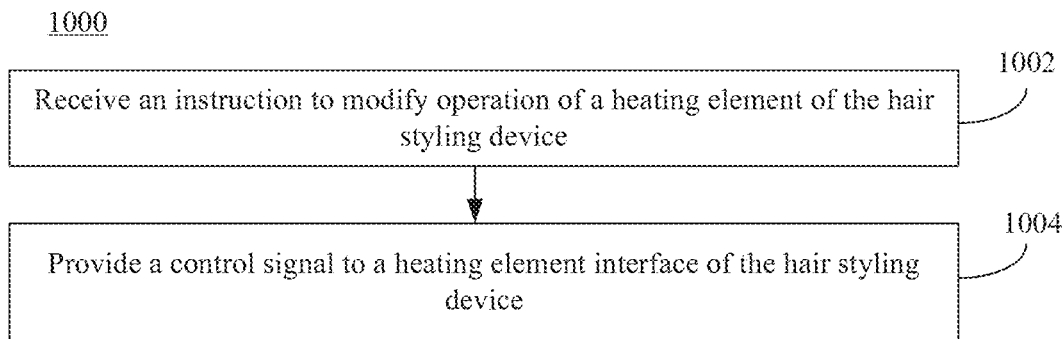 1000
1002
Receive an instruction to modify operation of a heating element of the hair
styling device
1004
Provide a control signal to a heating element interface of the hair styling
device